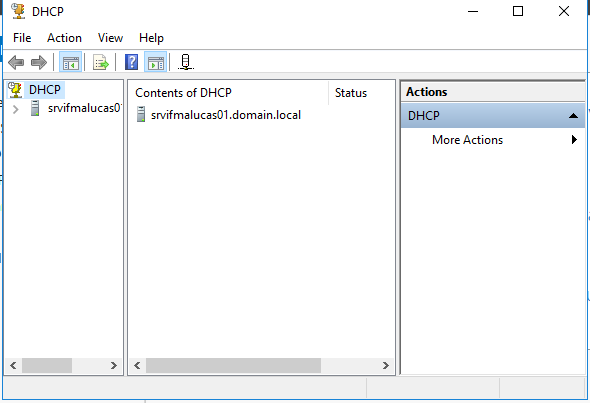 DHCP
File Action View Help
DHCP
srvifmalucas01
Contents of DHCP Status
srvifmalucas01.domain.local
Actions
DHCP
More Actions